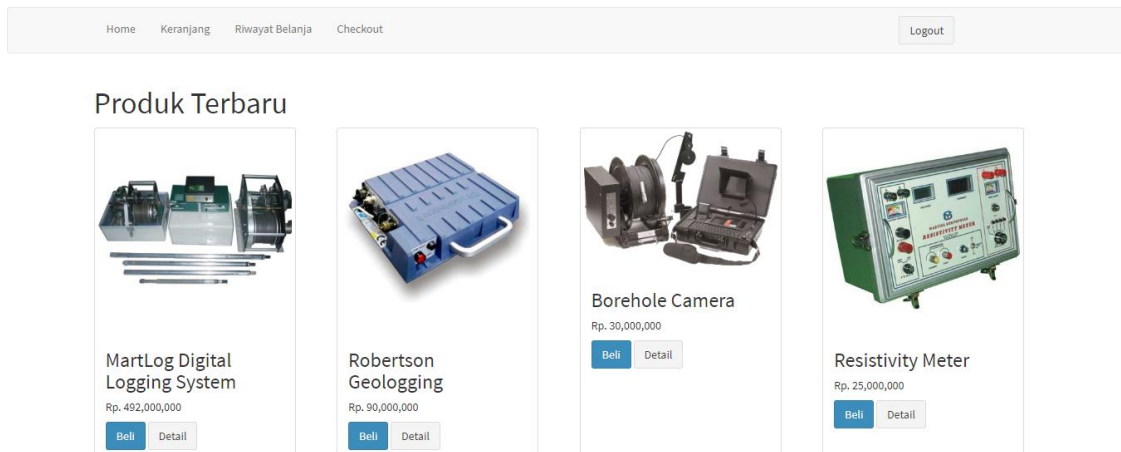 Home Keranjang Riwayat Belanja Checkout Logout
Produk Terbaru
MartLog Digital
Logging System
Rp. 492,000,000
Beli Detail
Robertson
Geologging
Rp. 90,000,000
Beli Detail
Borehole Camera
Rp. 30,000,000
Beli Detail
RESISTIVITY METER
Resistivity Meter
Rp. 25,000,000
Beli Detail